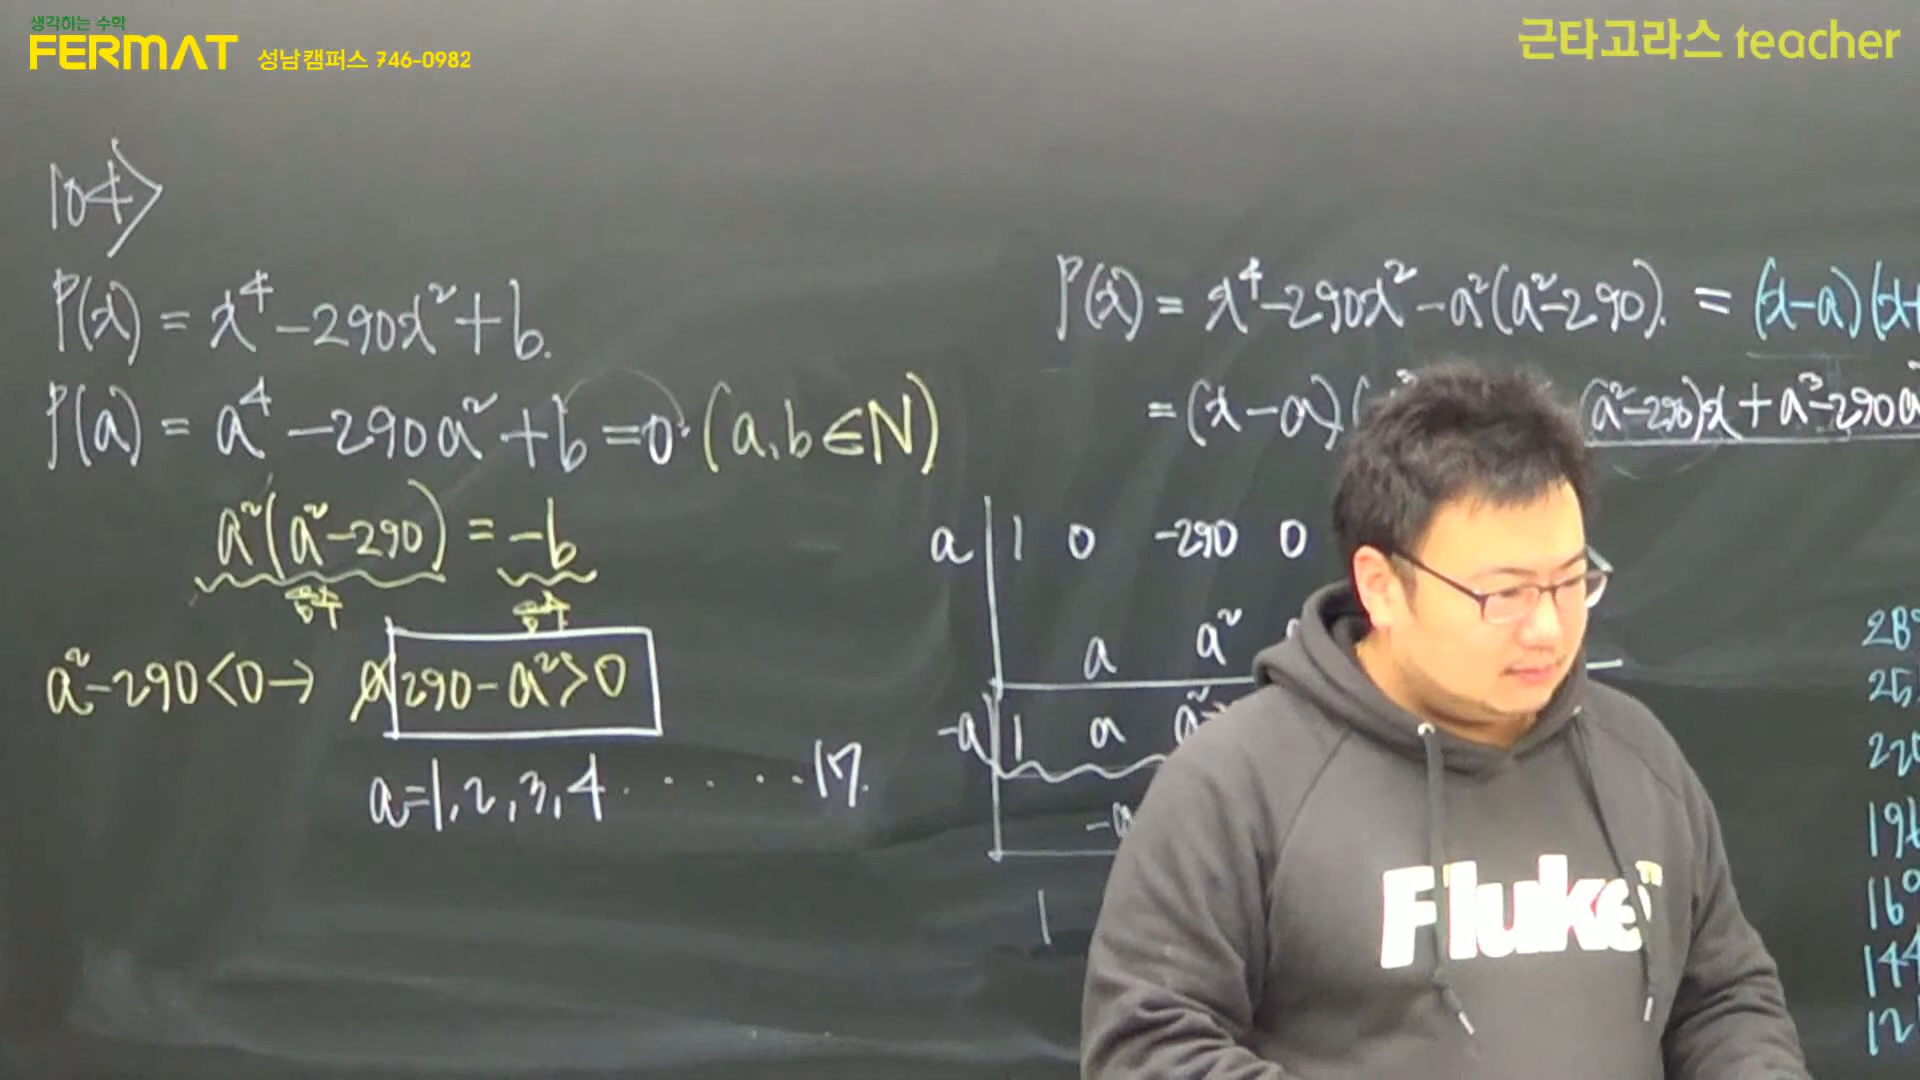 생각하는 수학
FERMAT 성남캠퍼스 746-0982
근타고라스 teacher
104>
P(x) = x⁴-290x²+b.
P(a) = a⁴-290a²+b=0. (a,b∈N)
a²(a²-290) = -b
음수 음수
a²-290<0→ 290-a²>0
a=1,2,3,4·····17.
P(x) = x⁴-290x²-a²(a²-290). = (x-a)(x+
=(x-a)( (a²-290)x+a³-290a
a 1 0 -290 0
a a²
-a 1 a a²
1